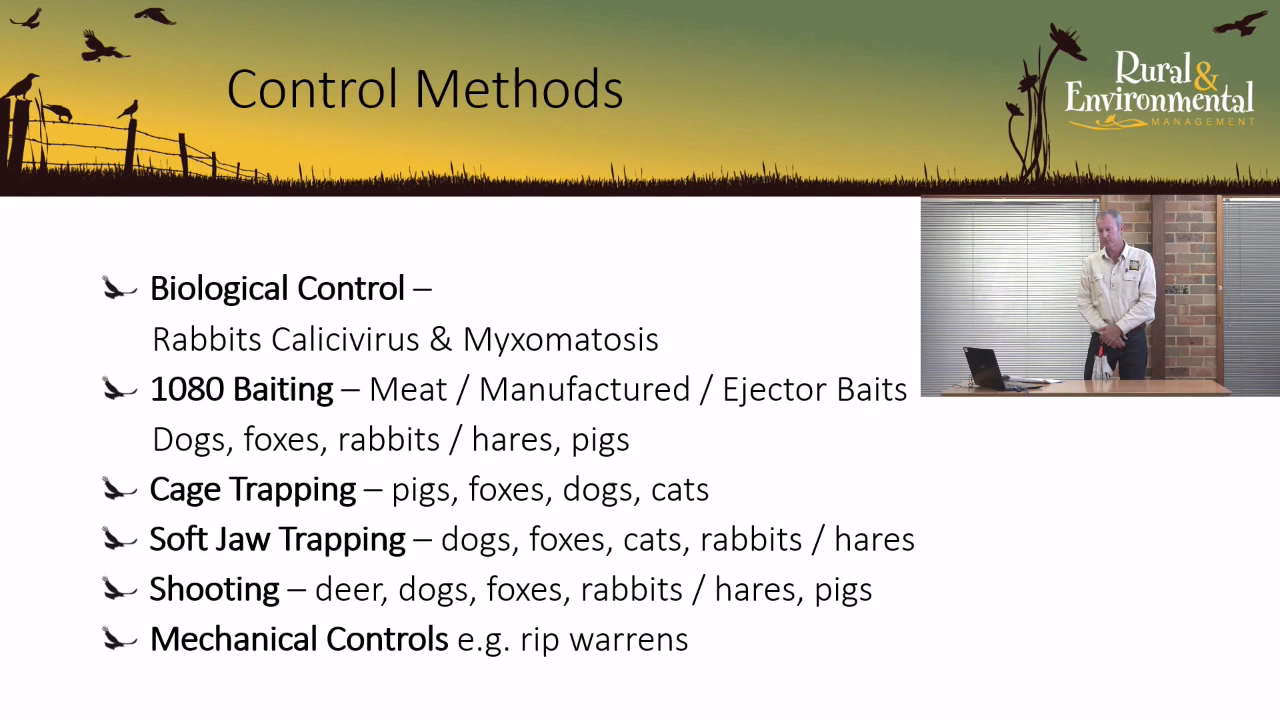 Control Methods
Rural &
Environmental
MANAGEMENT
Biological Control –
Rabbits Calicivirus & Myxomatosis
1080 Baiting – Meat / Manufactured / Ejector Baits
Dogs, foxes, rabbits / hares, pigs
Cage Trapping – pigs, foxes, dogs, cats
Soft Jaw Trapping – dogs, foxes, cats, rabbits / hares
Shooting – deer, dogs, foxes, rabbits / hares, pigs
Mechanical Controls e.g. rip warrens